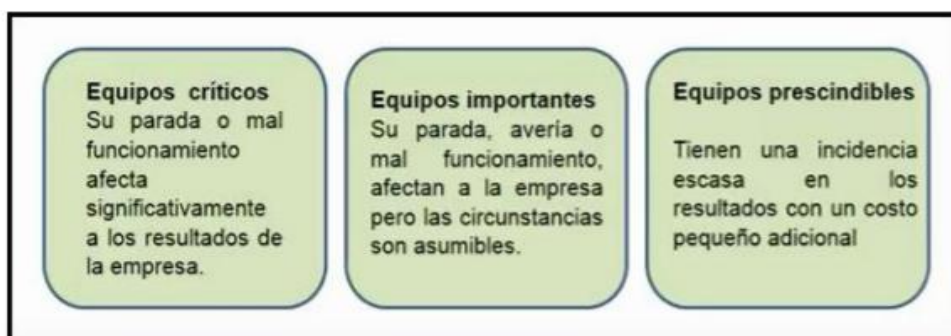 Equipos críticos
Su parada o mal
funcionamiento
afecta
significativamente
a los resultados de
la empresa.
Equipos importantes
Su parada, avería o
mal funcionamiento,
afectan a la empresa
pero las circunstancias
son asumibles.
Equipos prescindibles
Tienen una incidencia
escasa en los
resultados con un costo
pequeño adicional